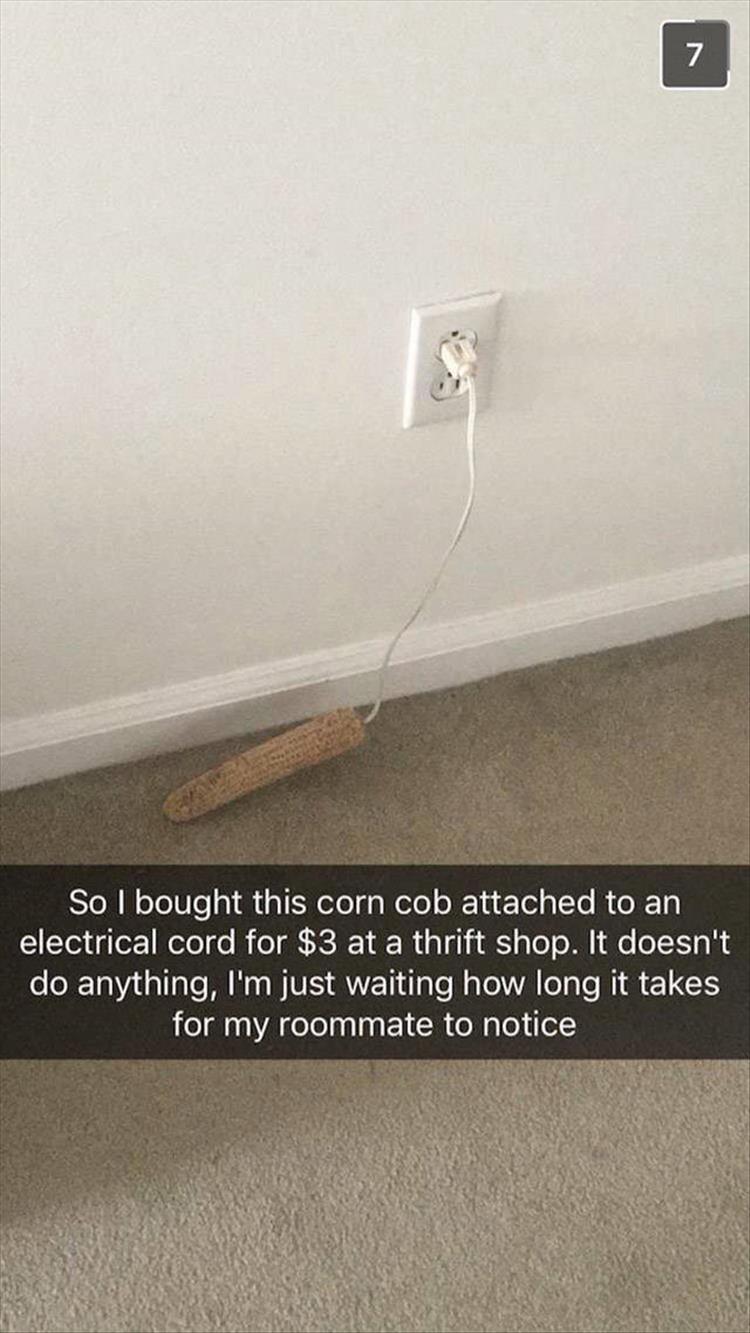 7
So I bought this corn cob attached to an
electrical cord for $3 at a thrift shop. It doesn't
do anything, I'm just waiting how long it takes
for my roommate to notice